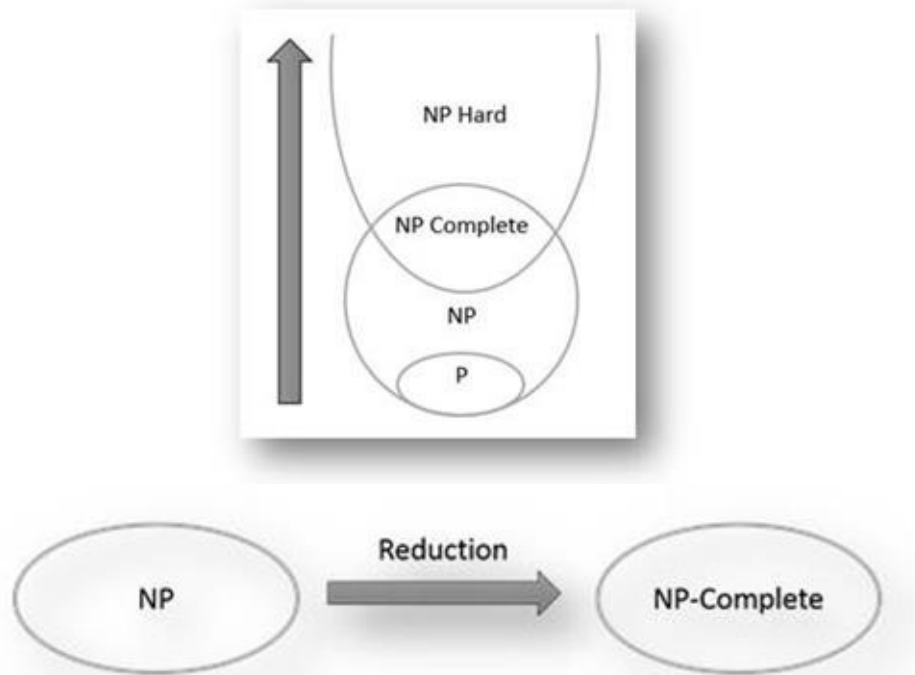 NP Hard
NP Complete
NP
P
Reduction
NP
NP-Complete